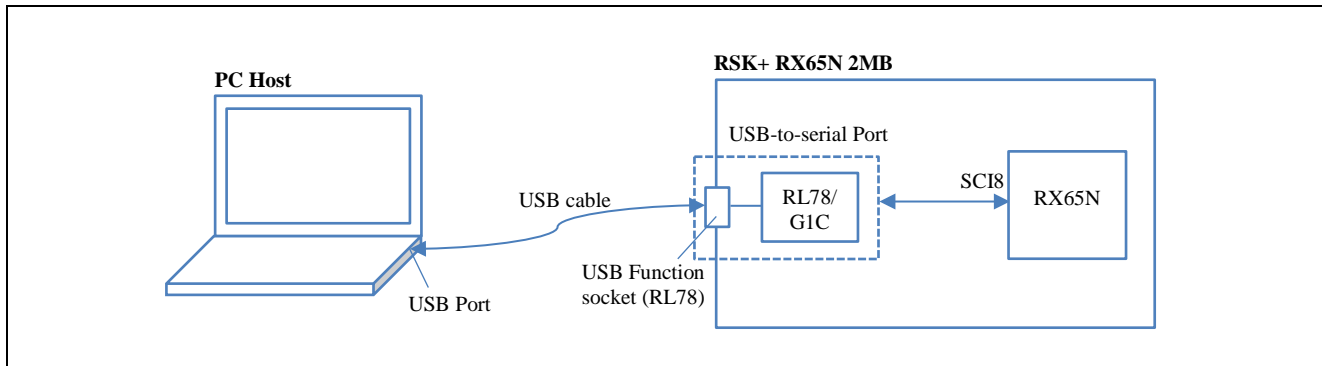 RSK+ RX65N 2MB
PC Host
USB-to-serial Port
SCI8
RL78/
G1C
RX65N
USB cable
USB Function
socket (RL78)
USB Port